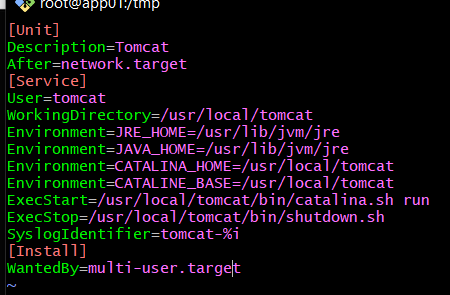 root@app01:/tmp
[Unit]
Description=Tomcat
After=network.target
[Service]
User=tomcat
WorkingDirectory=/usr/local/tomcat
Environment=JRE_HOME=/usr/lib/jvm/jre
Environment=JAVA_HOME=/usr/lib/jvm/jre
Environment=CATALINA_HOME=/usr/local/tomcat
Environment=CATALINE_BASE=/usr/local/tomcat
ExecStart=/usr/local/tomcat/bin/catalina.sh run
ExecStop=/usr/local/tomcat/bin/shutdown.sh
SyslogIdentifier=tomcat-%i
[Install]
WantedBy=multi-user.target
~